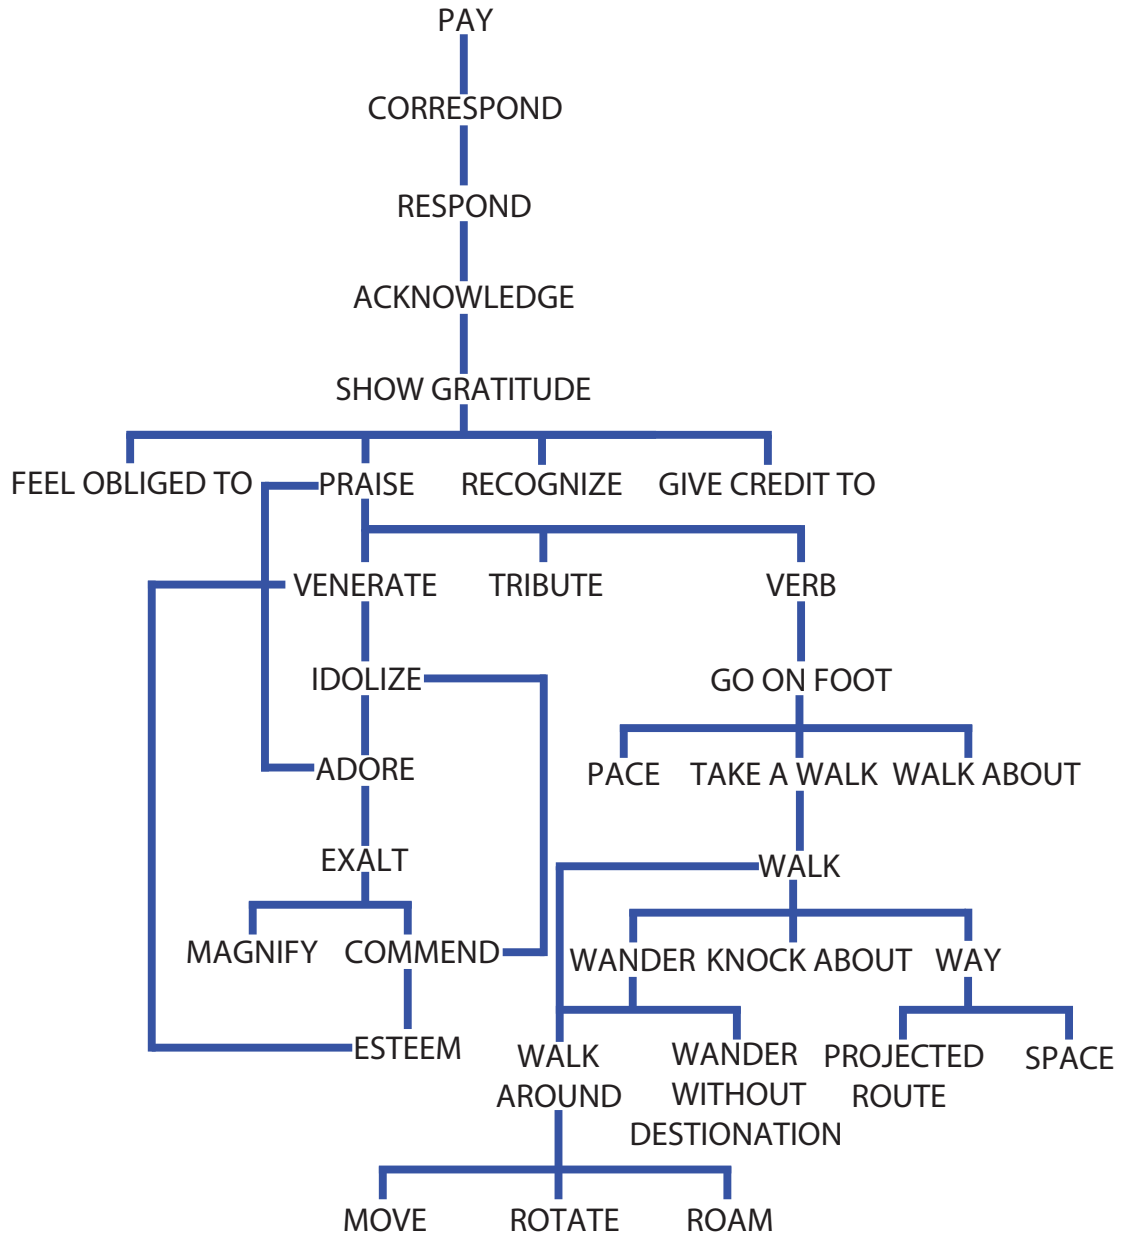 PAY
CORRESPOND
RESPOND
ACKNOWLEDGE
SHOW GRATITUDE
FEEL OBLIGED TO
PRAISE
RECOGNIZE
GIVE CREDIT TO
VENERATE
TRIBUTE
VERB
IDOLIZE
GO ON FOOT
ADORE
PACE
TAKE A WALK
WALK ABOUT
EXALT
WALK
MAGNIFY
COMMEND
WANDER
KNOCK ABOUT
WAY
ESTEEM
WALK
AROUND
WANDER
WITHOUT
DESTIONATION
PROJECTED
ROUTE
SPACE
MOVE
ROTATE
ROAM